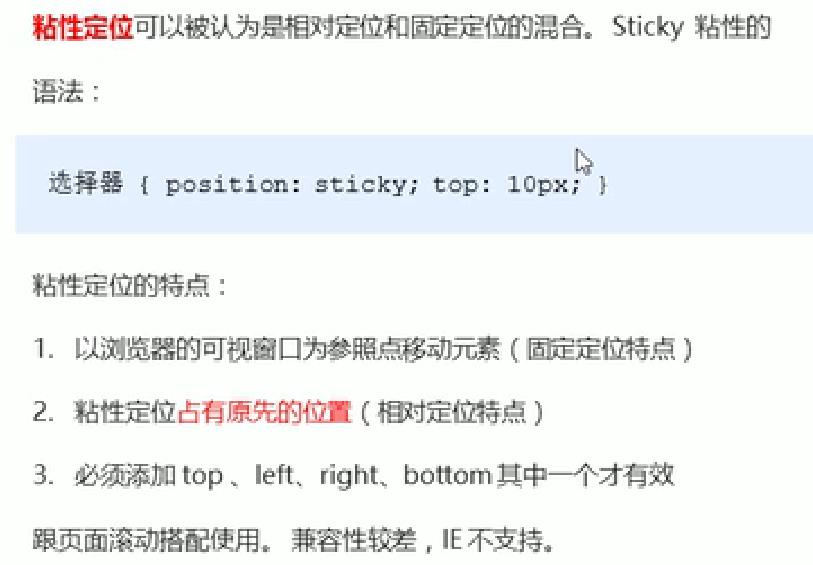 粘性定位可以被认为是相对定位和固定定位的混合。 Sticky 粘性的
语法：
选择器 { position: sticky; top: 10px; }
粘性定位的特点：
1. 以浏览器的可视窗口为参照点移动元素（固定定位特点）
2. 粘性定位占有原先的位置（相对定位特点）
3. 必须添加 top 、left、right、bottom 其中一个才有效
跟页面滚动搭配使用。 兼容性较差，IE 不支持。